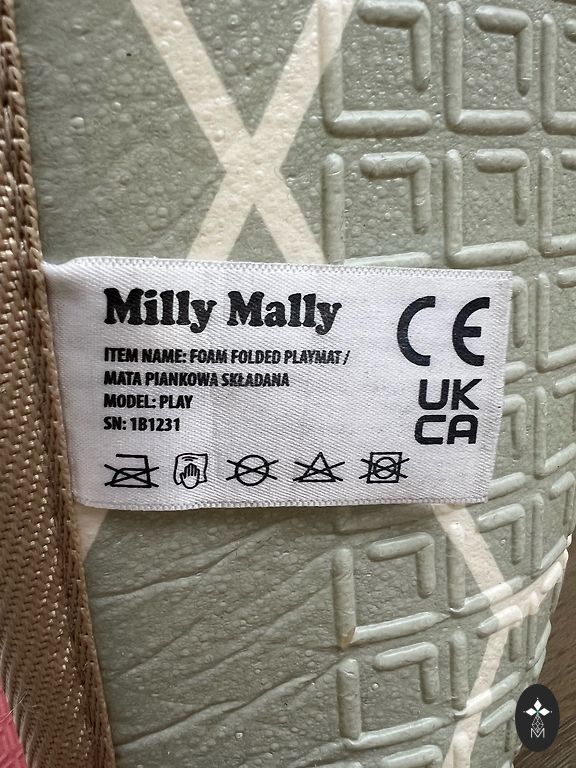 Milly Mally
ITEM NAME: FOAM FOLDED PLAYMAT /
MATA PIANKOWA SKŁADANA
MODEL: PLAY
SN: 1B1231
CE
UK
CA
M